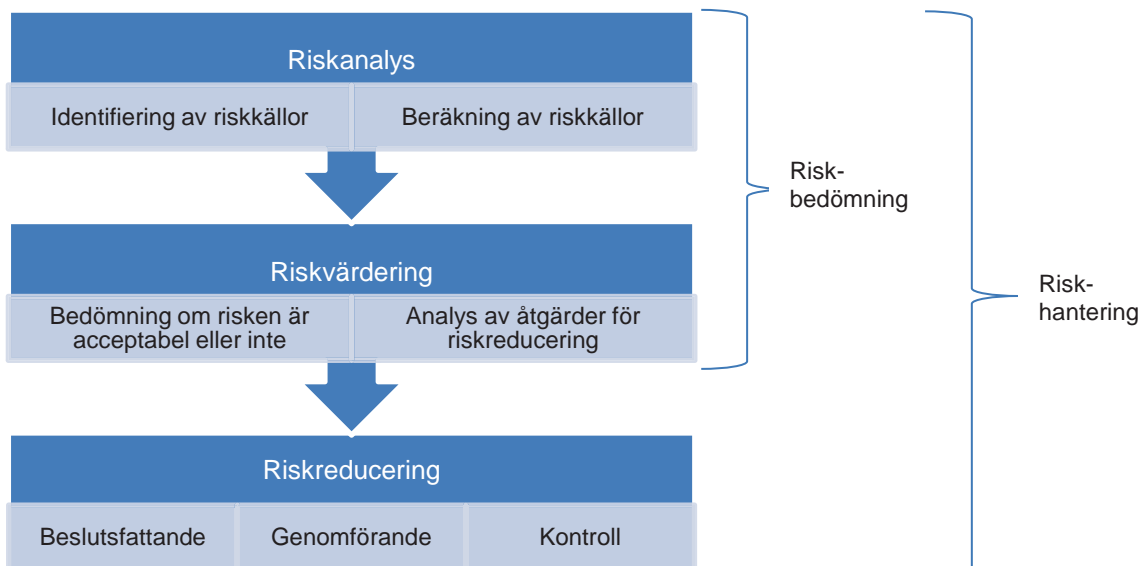 Riskanalys
Identifiering av riskkällor
Beräkning av riskkällor
Risk-
bedömning
Riskvärdering
Bedömning om risken är
acceptabel eller inte
Analys av åtgärder för
riskreducering
Risk-
hantering
Riskreducering
Beslutsfattande
Genomförande
Kontroll